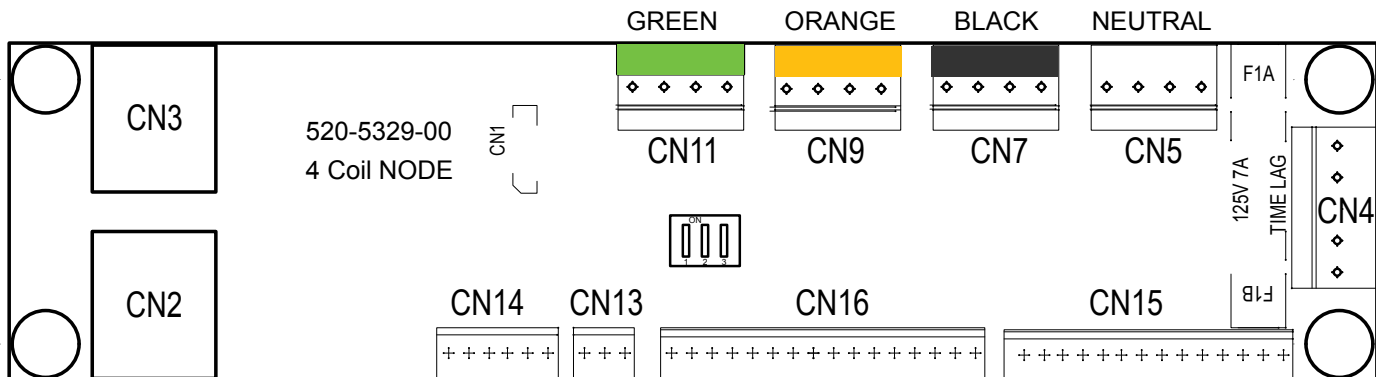 GREEN
ORANGE
BLACK
NEUTRAL
F1A
CN3
520-5329-00
4 Coil NODE
CN1
CN11
CN9
CN7
CN5
125V 7A
TIME LAG
CN4
ON
1 2 3
CN2
CN14
CN13
CN16
CN15
F1B